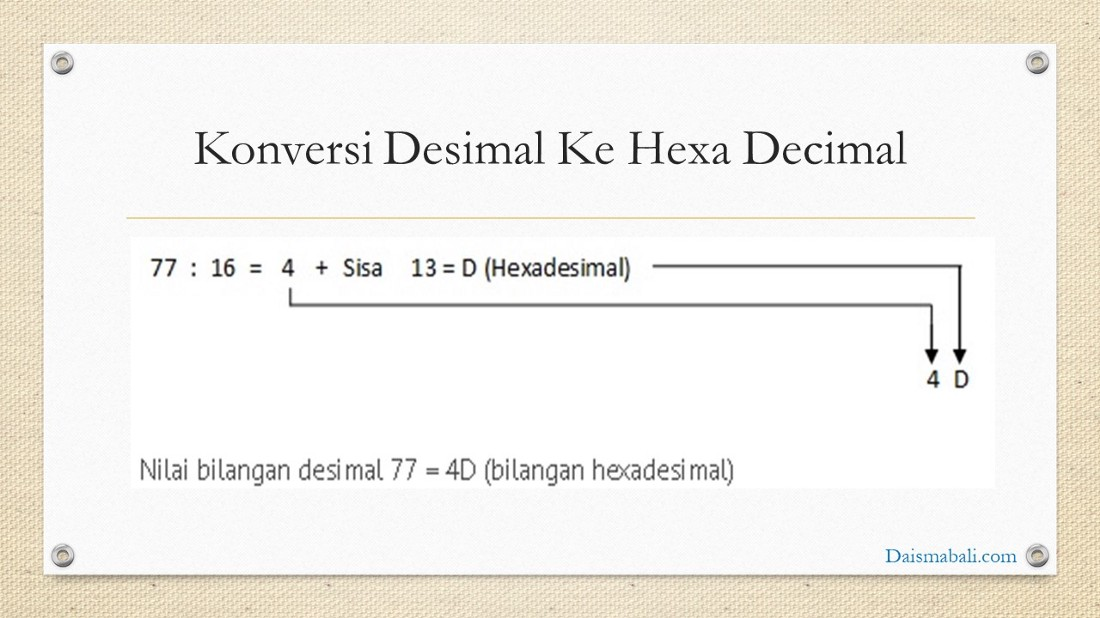 Konversi Desimal Ke Hexa Decimal
77 : 16 = 4 + Sisa 13 = D (Hexadesimal)
4 D
Nilai bilangan desimal 77 = 4D (bilangan hexadesimal)
Daismabali.com